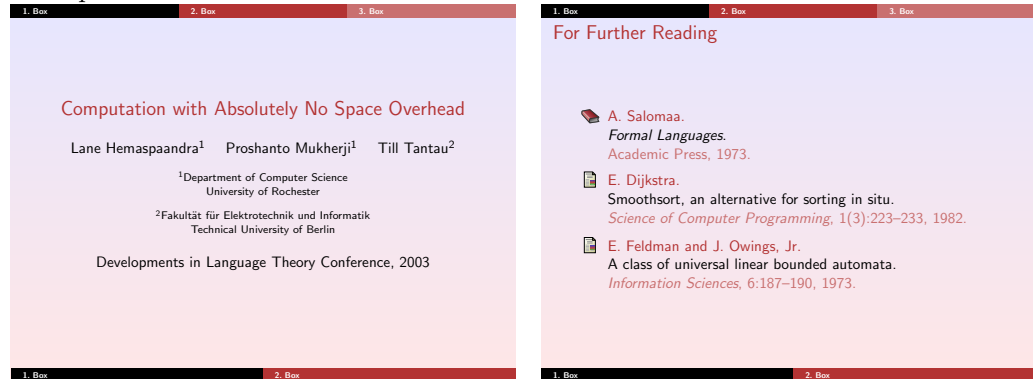 1. Box 2. Box 3. Box
Computation with Absolutely No Space Overhead
Lane Hemaspaandra1 Proshanto Mukherji1 Till Tantau2
1Department of Computer Science
University of Rochester
2Fakultät für Elektrotechnik und Informatik
Technical University of Berlin
Developments in Language Theory Conference, 2003
1. Box 2. Box
1. Box 2. Box 3. Box
For Further Reading
A. Salomaa.
Formal Languages.
Academic Press, 1973.
E. Dijkstra.
Smoothsort, an alternative for sorting in situ.
Science of Computer Programming, 1(3):223–233, 1982.
E. Feldman and J. Owings, Jr.
A class of universal linear bounded automata.
Information Sciences, 6:187–190, 1973.
1. Box 2. Box